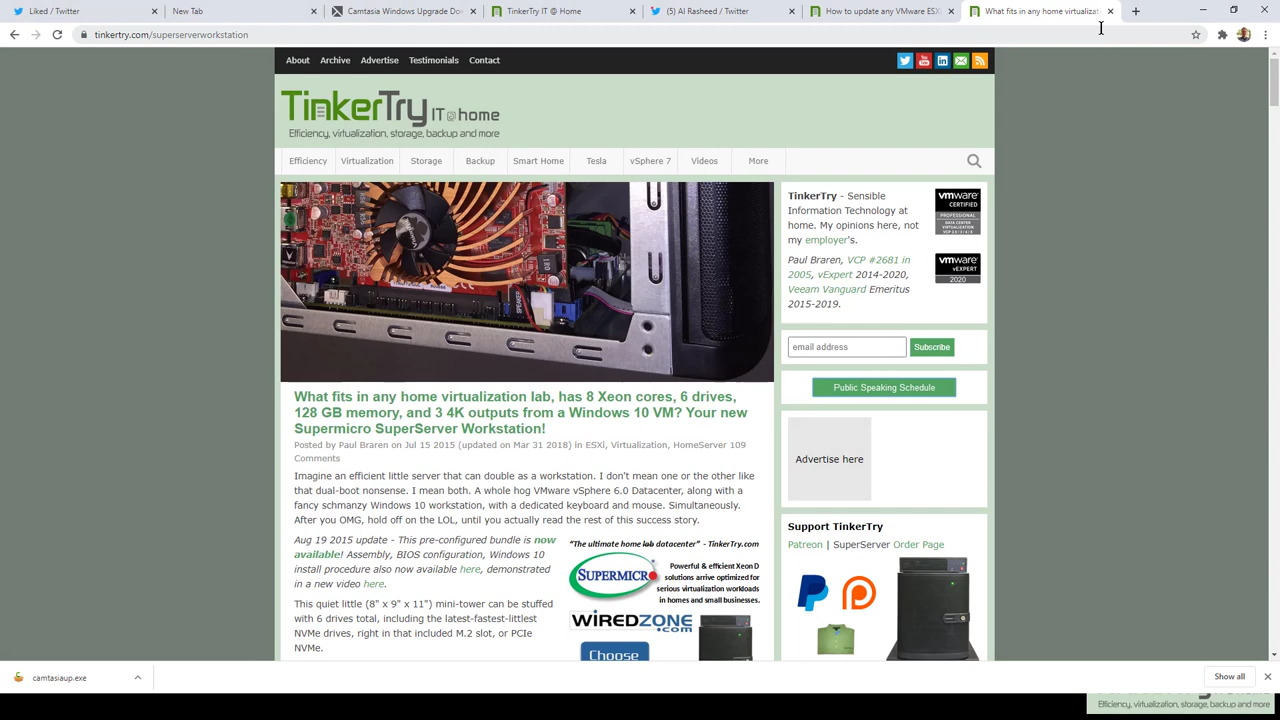 Liked / Twitter
New Tab
Camtasia Windows Upgrade Do
TinkerTry IT @ Home
(5) Al Rasheed / Twitter
How to update any VMware ESXi
What fits in any home virtualizat
tinkertry.com/superserverworkstation
About Archive Advertise Testimonials Contact
TinkerTry IT @ home
Efficiency, virtualization, storage, backup and more
Efficiency Virtualization Storage Backup Smart Home Tesla vSphere 7 Videos More
What fits in any home virtualization lab, has 8 Xeon cores, 6 drives,
128 GB memory, and 3 4K outputs from a Windows 10 VM? Your new
Supermicro SuperServer Workstation!
Posted by Paul Braren on Jul 15 2015 (updated on Mar 31 2018) in ESXi, Virtualization, HomeServer 109
Comments
Imagine an efficient little server that can double as a workstation. I don't mean one or the other like
that dual-boot nonsense. I mean both. A whole hog VMware vSphere 6.0 Datacenter, along with a
fancy schmanzy Windows 10 workstation, with a dedicated keyboard and mouse. Simultaneously.
After you OMG, hold off on the LOL, until you actually read the rest of this success story.
Aug 19 2015 update - This pre-configured bundle is now
available! Assembly, BIOS configuration, Windows 10
install procedure also now available here, demonstrated
in a new video here.
This quiet little (8" x 9" x 11") mini-tower can be stuffed
with 6 drives total, including the latest-fastest-littlest
NVMe drives, right in that included M.2 slot, or PCIe
NVMe.
"The ultimate home lab datacenter" - TinkerTry.com
SUPERMICRO
Powerful & efficient Xeon D
solutions arrive optimized for
serious virtualization workloads
in homes and small businesses.
WIREDZONE.com
Choose
TinkerTry - Sensible
Information Technology at
home. My opinions here, not
my employer's.
Paul Braren, VCP #2681 in
2005, vExpert 2014-2020,
Veeam Vanguard Emeritus
2015-2019.
vmware
CERTIFIED
PROFESSIONAL
vmware
vEXPERT
2020
email address
Subscribe
Public Speaking Schedule
Advertise here
Support TinkerTry
Patreon | SuperServer Order Page
camtasiaup.exe
Show all
Efficiency, virtualization, storage, backup and more